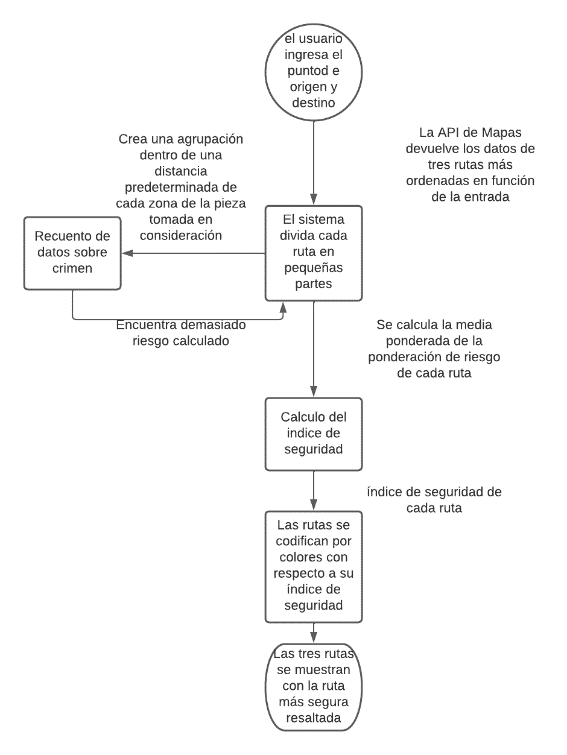 el usuario
ingresa el
puntod e
origen y
destino
La API de Mapas
devuelve los datos de
tres rutas más
ordenadas en función
de la entrada
Crea una agrupación
dentro de una
distancia
predeterminada de
cada zona de la pieza
tomada en
consideración
El sistema
divida cada
ruta en
pequeñas
partes
Recuento de
datos sobre
crimen
Encuentra demasiado
riesgo calculado
Se calcula la media
ponderada de la
ponderación de riesgo
de cada ruta
Calculo del
indice de
seguridad
índice de seguridad de
cada ruta
Las rutas se
codifican por
colores con
respecto a su
índice de
seguridad
Las tres rutas
se muestran
con la ruta
más segura
resaltada